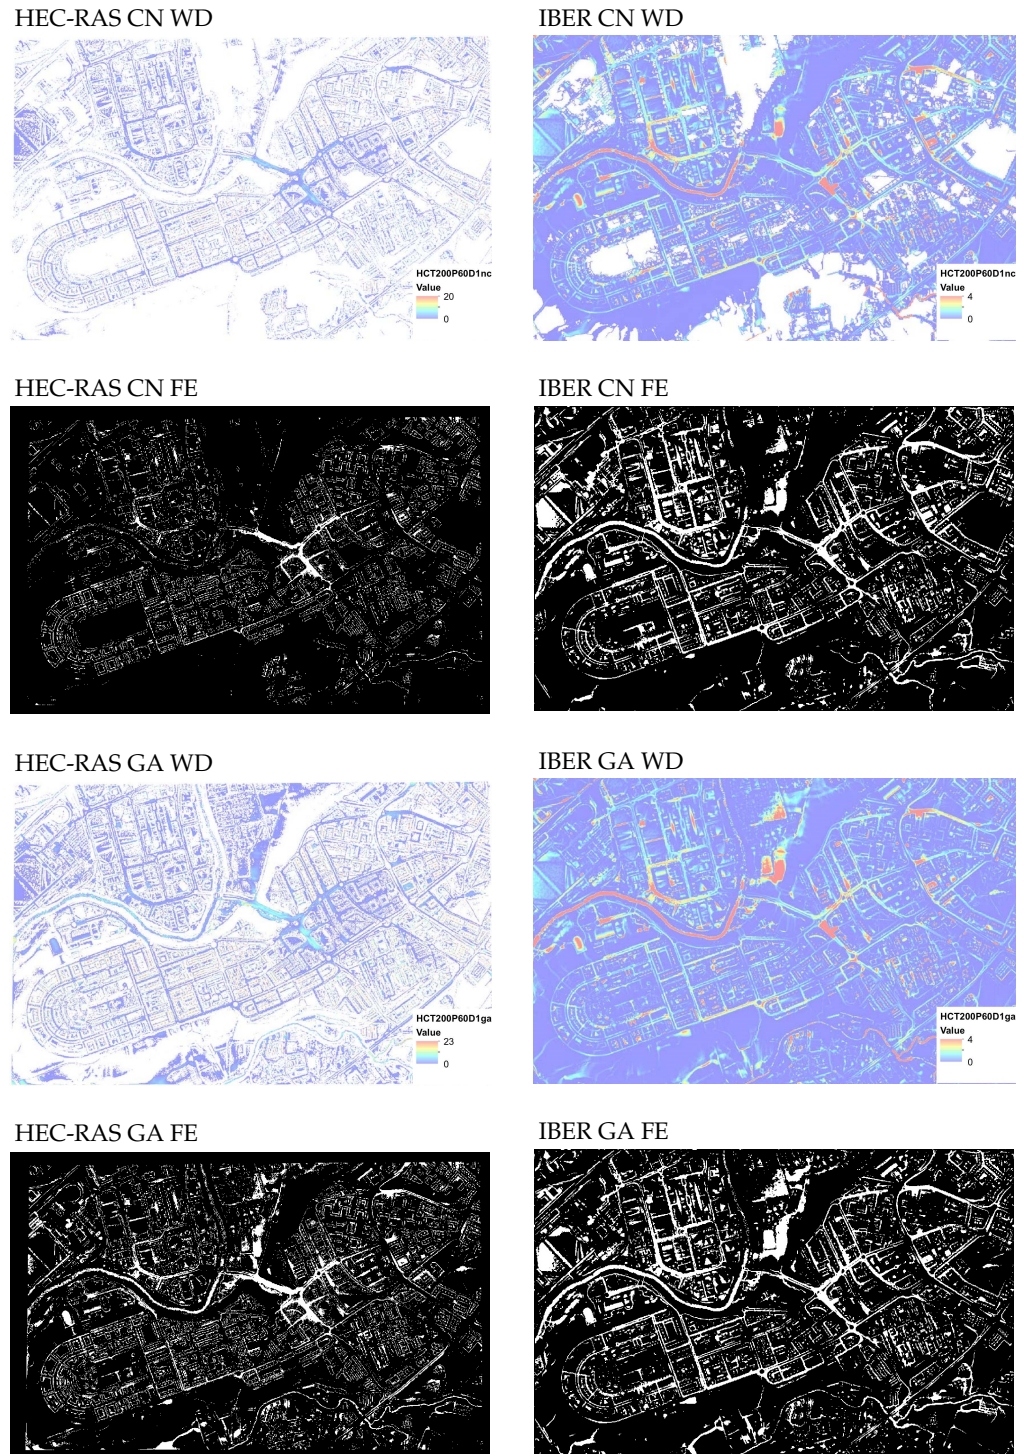 HEC-RAS CN WD
IBER CN WD
HCT200P60D1nc
Value
20
0
HCT200P60D1nc
Value
4
0
HEC-RAS CN FE
IBER CN FE
HEC-RAS GA WD
IBER GA WD
HCT200P60D1ga
Value
23
0
HCT200P60D1ga
Value
4
0
HEC-RAS GA FE
IBER GA FE